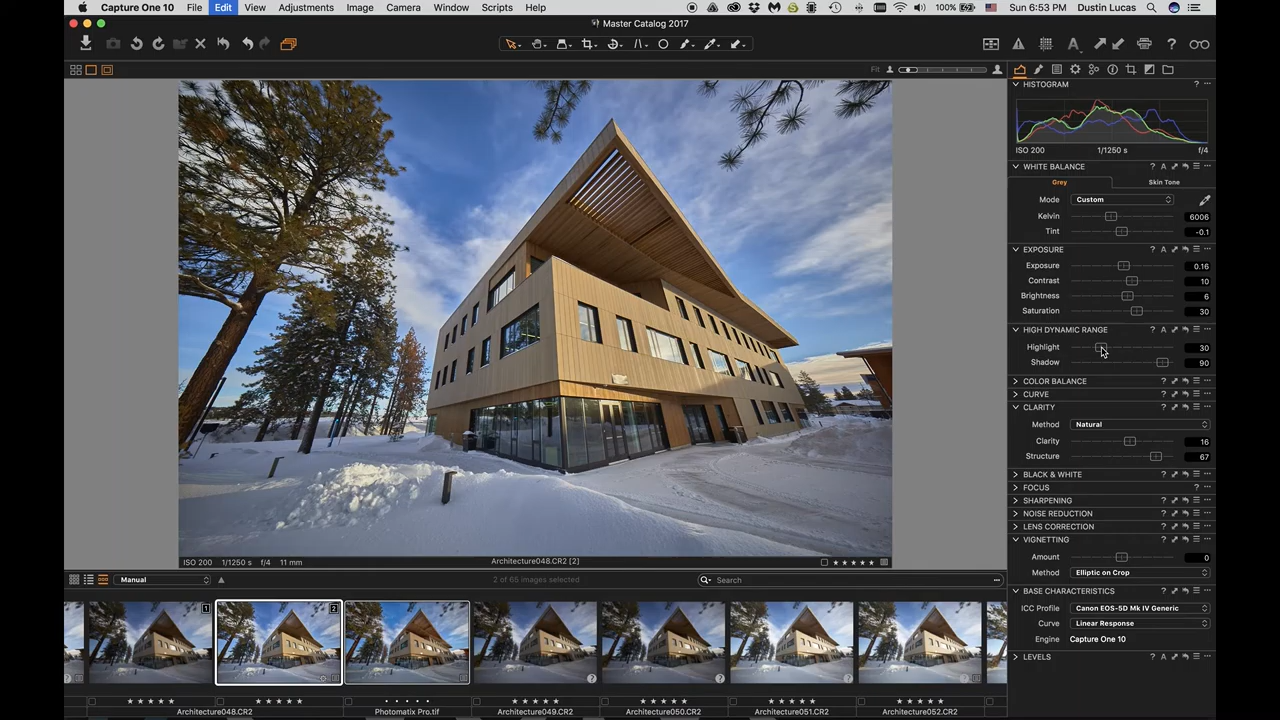 Capture One 10 File Edit View Adjustments Image Camera Window Scripts Help 100% Sun 6:53 PM Dustin Lucas
Master Catalog 2017
Fit
HISTOGRAM
ISO 200 1/1250 s f/4
WHITE BALANCE
Grey Skin Tone
Mode Custom
Kelvin 6006
Tint -0.1
EXPOSURE
Exposure 0.16
Contrast 10
Brightness 6
Saturation 30
HIGH DYNAMIC RANGE
Highlight 30
Shadow 90
COLOR BALANCE
CURVE
CLARITY
Method Natural
Clarity 16
Structure 67
BLACK & WHITE
FOCUS
SHARPENING
NOISE REDUCTION
LENS CORRECTION
VIGNETTING
Amount 0
Method Elliptic on Crop
BASE CHARACTERISTICS
ICC Profile Canon EOS-5D Mk IV Generic
Curve Linear Response
Engine Capture One 10
LEVELS
ISO 200 1/1250 s f/4 11 mm Architecture048.CR2 [2]
Manual 2 of 65 images selected Search
1 2
Architecture048.CR2 Photomatix Pro.tif Architecture049.CR2 Architecture050.CR2 Architecture051.CR2 Architecture052.CR2